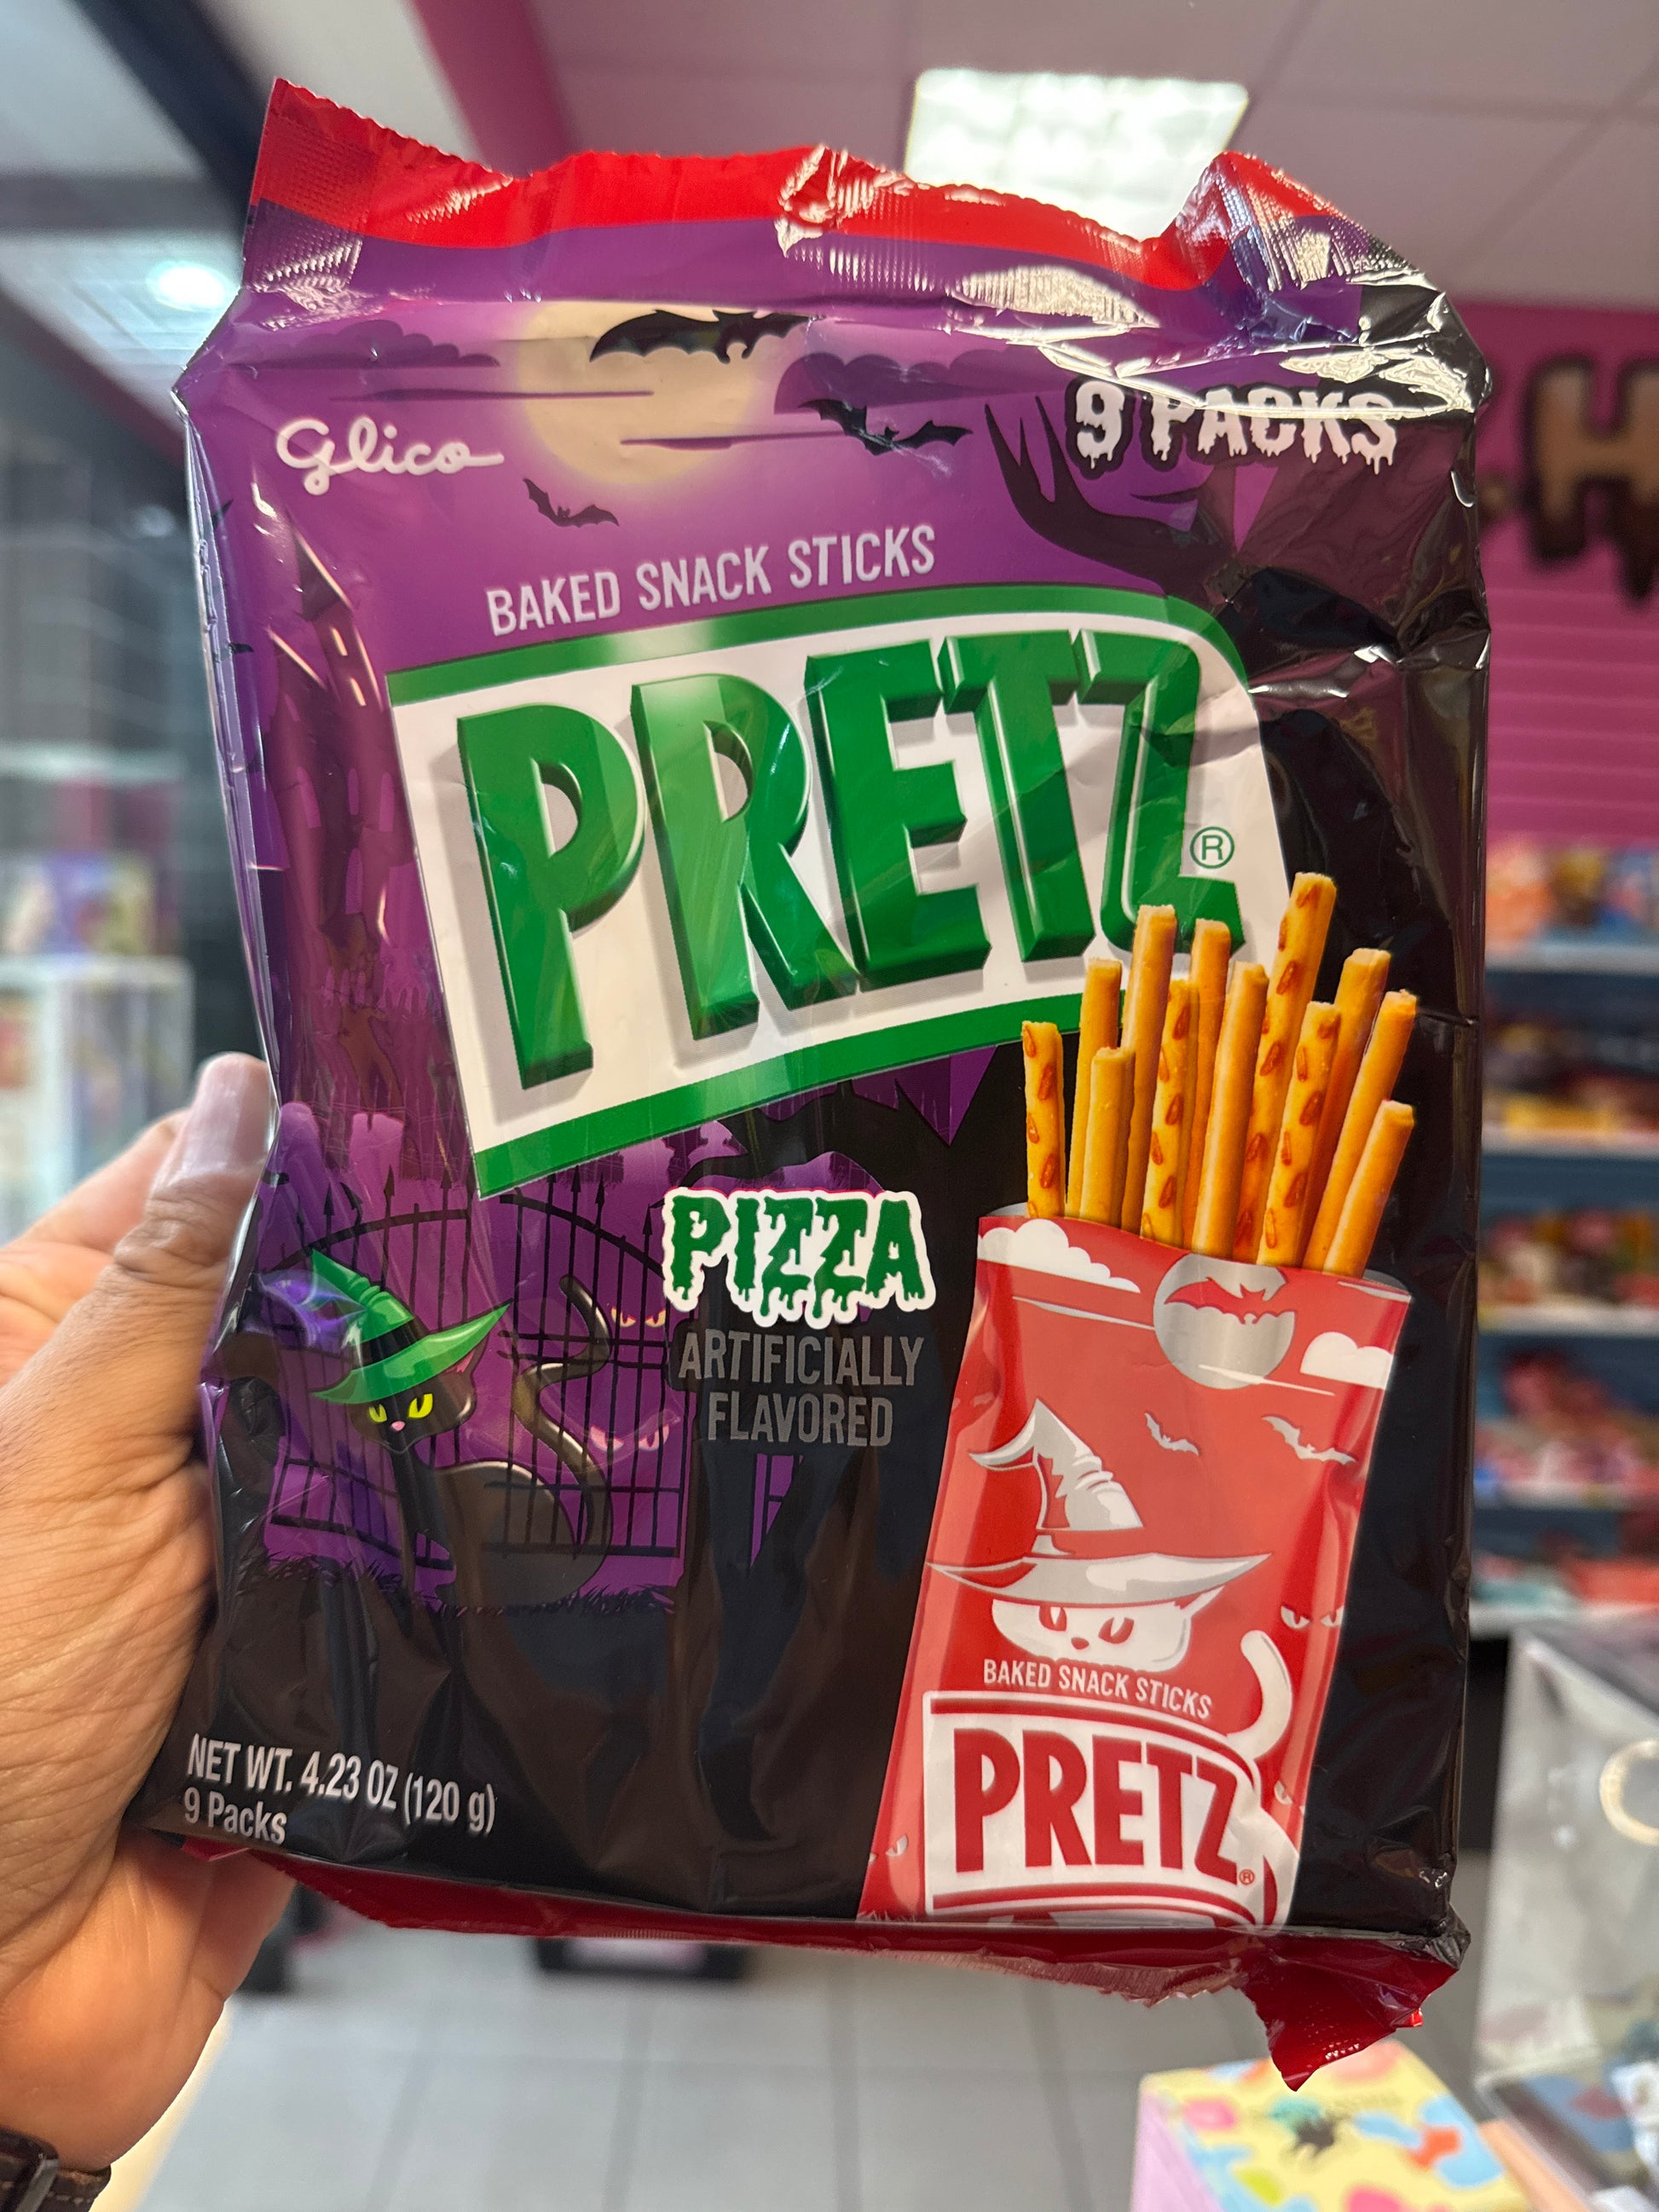 glico
9 PACKS
BAKED SNACK STICKS
PRETZ®
PIZZA
ARTIFICIALLY
FLAVORED
BAKED SNACK STICKS
PRETZ®
NET WT. 4.23 OZ (120 g)
9 Packs